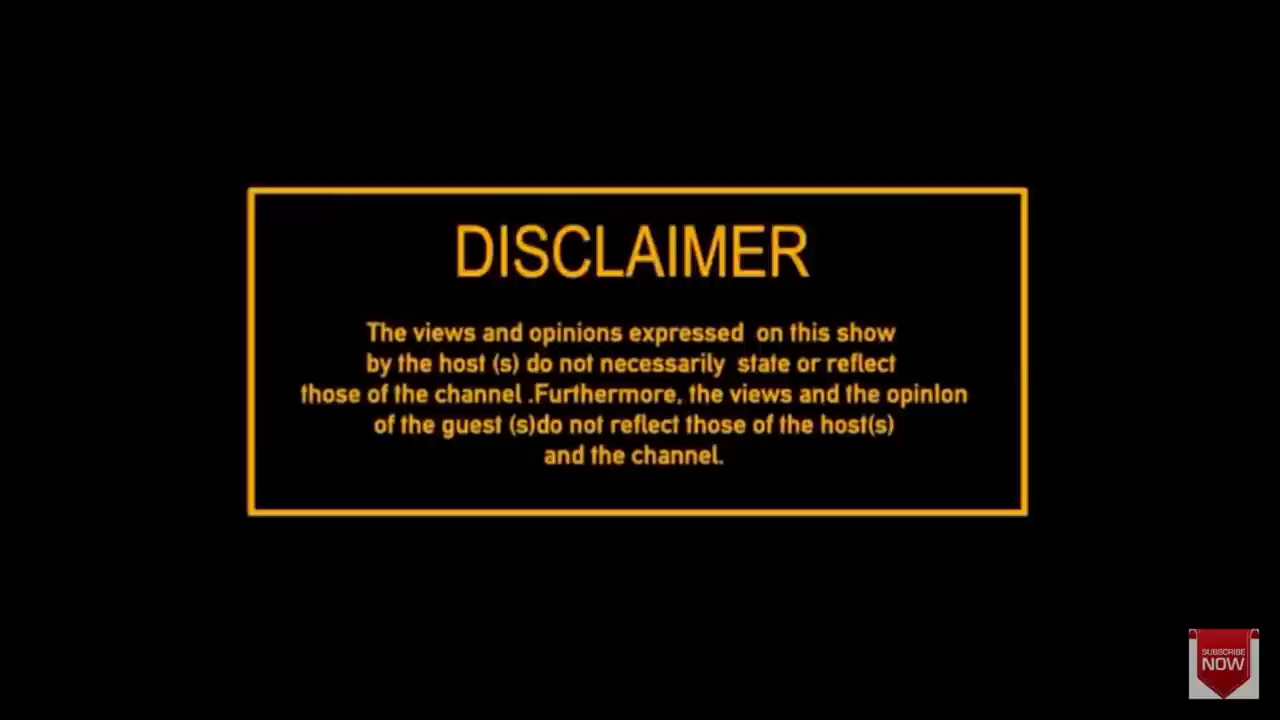 DISCLAIMER
The views and opinions expressed on this show
by the host (s) do not necessarily state or reflect
those of the channel .Furthermore, the views and the opinIon
of the guest (s)do not reflect those of the host(s)
and the channel.
SUBSCRIBE
NOW